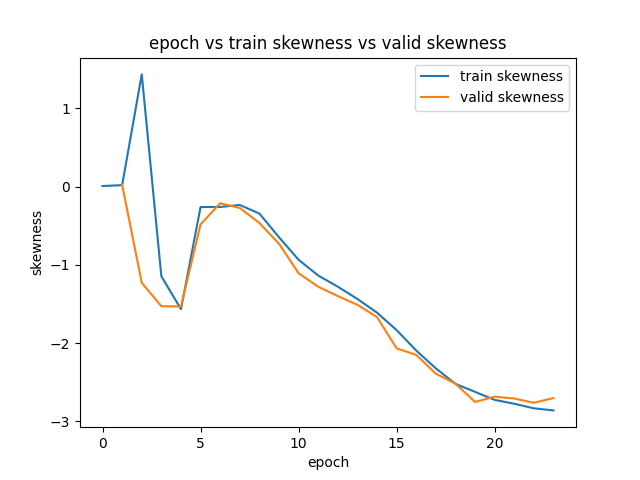 epoch vs train skewness vs valid skewness
train skewness
valid skewness
skewness
1
0
−1
−2
−3
0 5 10 15 20
epoch